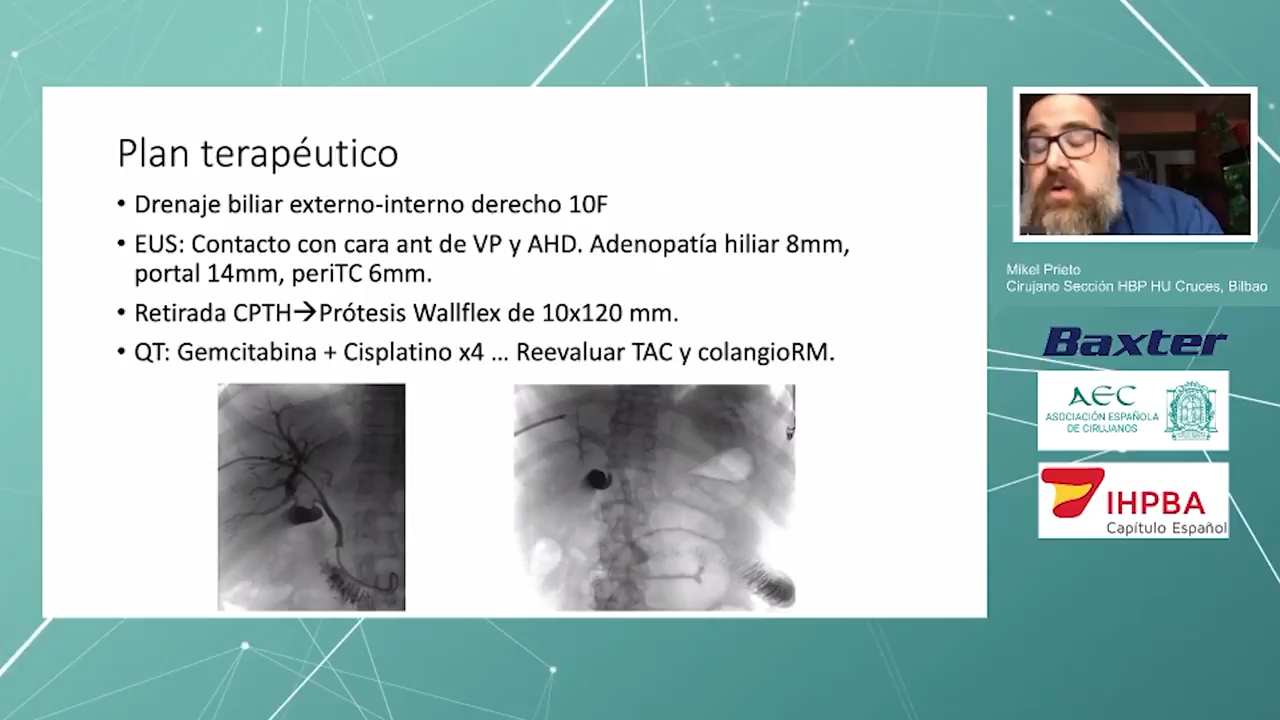 Plan terapéutico
• Drenaje biliar externo-interno derecho 10F
• EUS: Contacto con cara ant de VP y AHD. Adenopatía hiliar 8mm,
portal 14mm, periTC 6mm.
• Retirada CPTH→Prótesis Wallflex de 10x120 mm.
• QT: Gemcitabina + Cisplatino x4 ... Reevaluar TAC y colangioRM.
Mikel Prieto
Cirujano Sección HBP HU Cruces, Bilbao
Baxter
AEC
ASOCIACIÓN ESPAÑOLA
DE CIRUJANOS
IHPBA
Capítulo Español